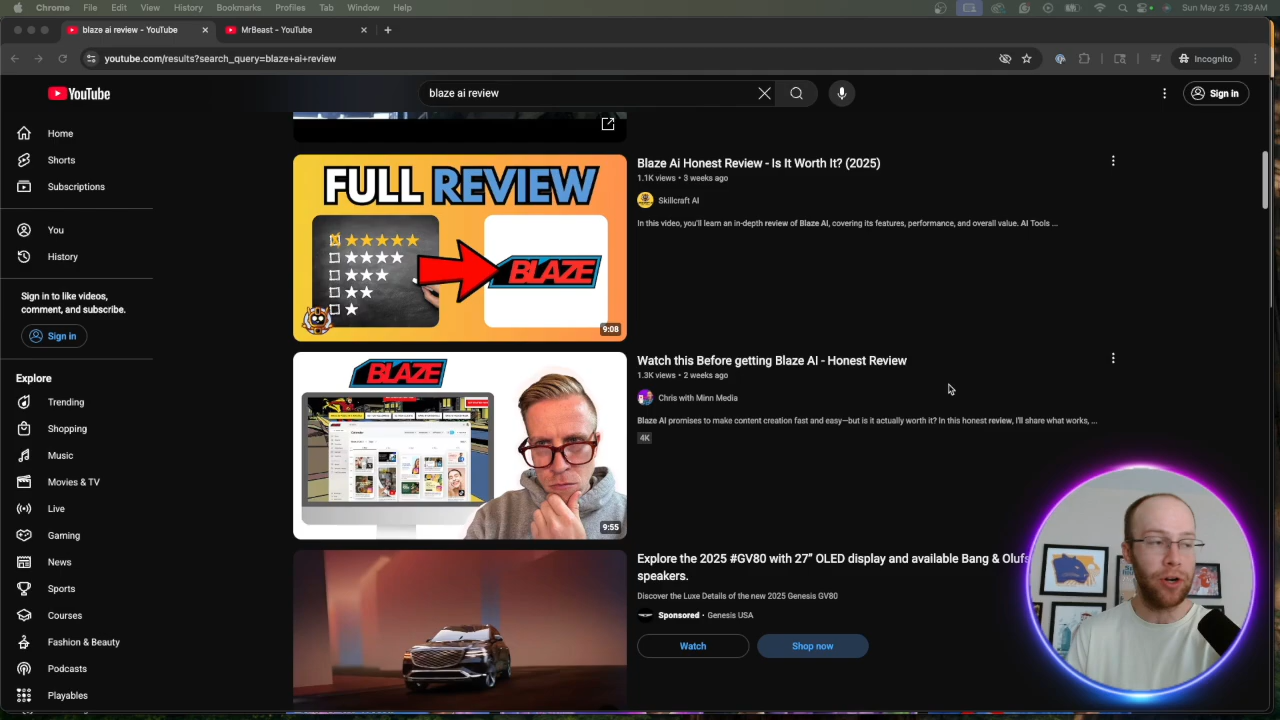 Chrome File Edit View History Bookmarks Profiles Tab Window Help
Sun May 25 7:39 AM
blaze ai review - YouTube
MrBeast - YouTube
youtube.com/results?search_query=blaze+ai+review
Incognito
YouTube
blaze ai review
Sign in
Home
Shorts
Subscriptions
You
History
Sign in to like videos,
comment, and subscribe.
Sign in
Explore
Trending
Shopping
Music
Movies & TV
Live
Gaming
News
Sports
Courses
Fashion & Beauty
Podcasts
Playables
FULL REVIEW
BLAZE
9:08
Blaze Ai Honest Review - Is It Worth It? (2025)
1.1K views • 3 weeks ago
Skillcraft AI
In this video, you'll learn an in-depth review of Blaze AI, covering its features, performance, and overall value. AI Tools ...
BLAZE
9:55
Watch this Before getting Blaze AI - Honest Review
1.3K views • 2 weeks ago
Chris with Minn Media
Blaze AI promises to make content creation fast and easy—but is it actually worth it? In this honest review, I'll share what works, ...
4K
Explore the 2025 #GV80 with 27” OLED display and available Bang & Olufs
speakers.
Discover the Luxe Details of the new 2025 Genesis GV80
Sponsored · Genesis USA
Watch
Shop now